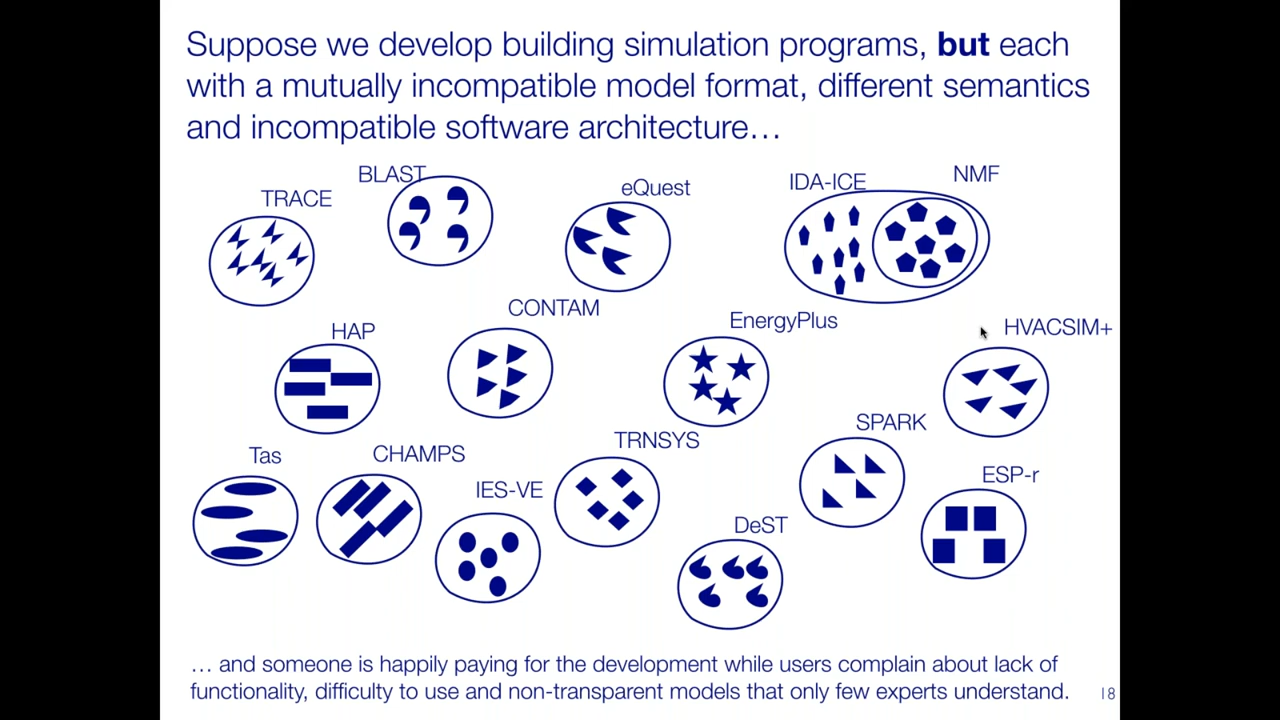 Suppose we develop building simulation programs, but each
with a mutually incompatible model format, different semantics
and incompatible software architecture…
BLAST
TRACE
eQuest
IDA-ICE
NMF
CONTAM
HAP
EnergyPlus
HVACSIM+
Tas
CHAMPS
TRNSYS
SPARK
IES-VE
ESP-r
DeST
… and someone is happily paying for the development while users complain about lack of
functionality, difficulty to use and non-transparent models that only few experts understand.
18